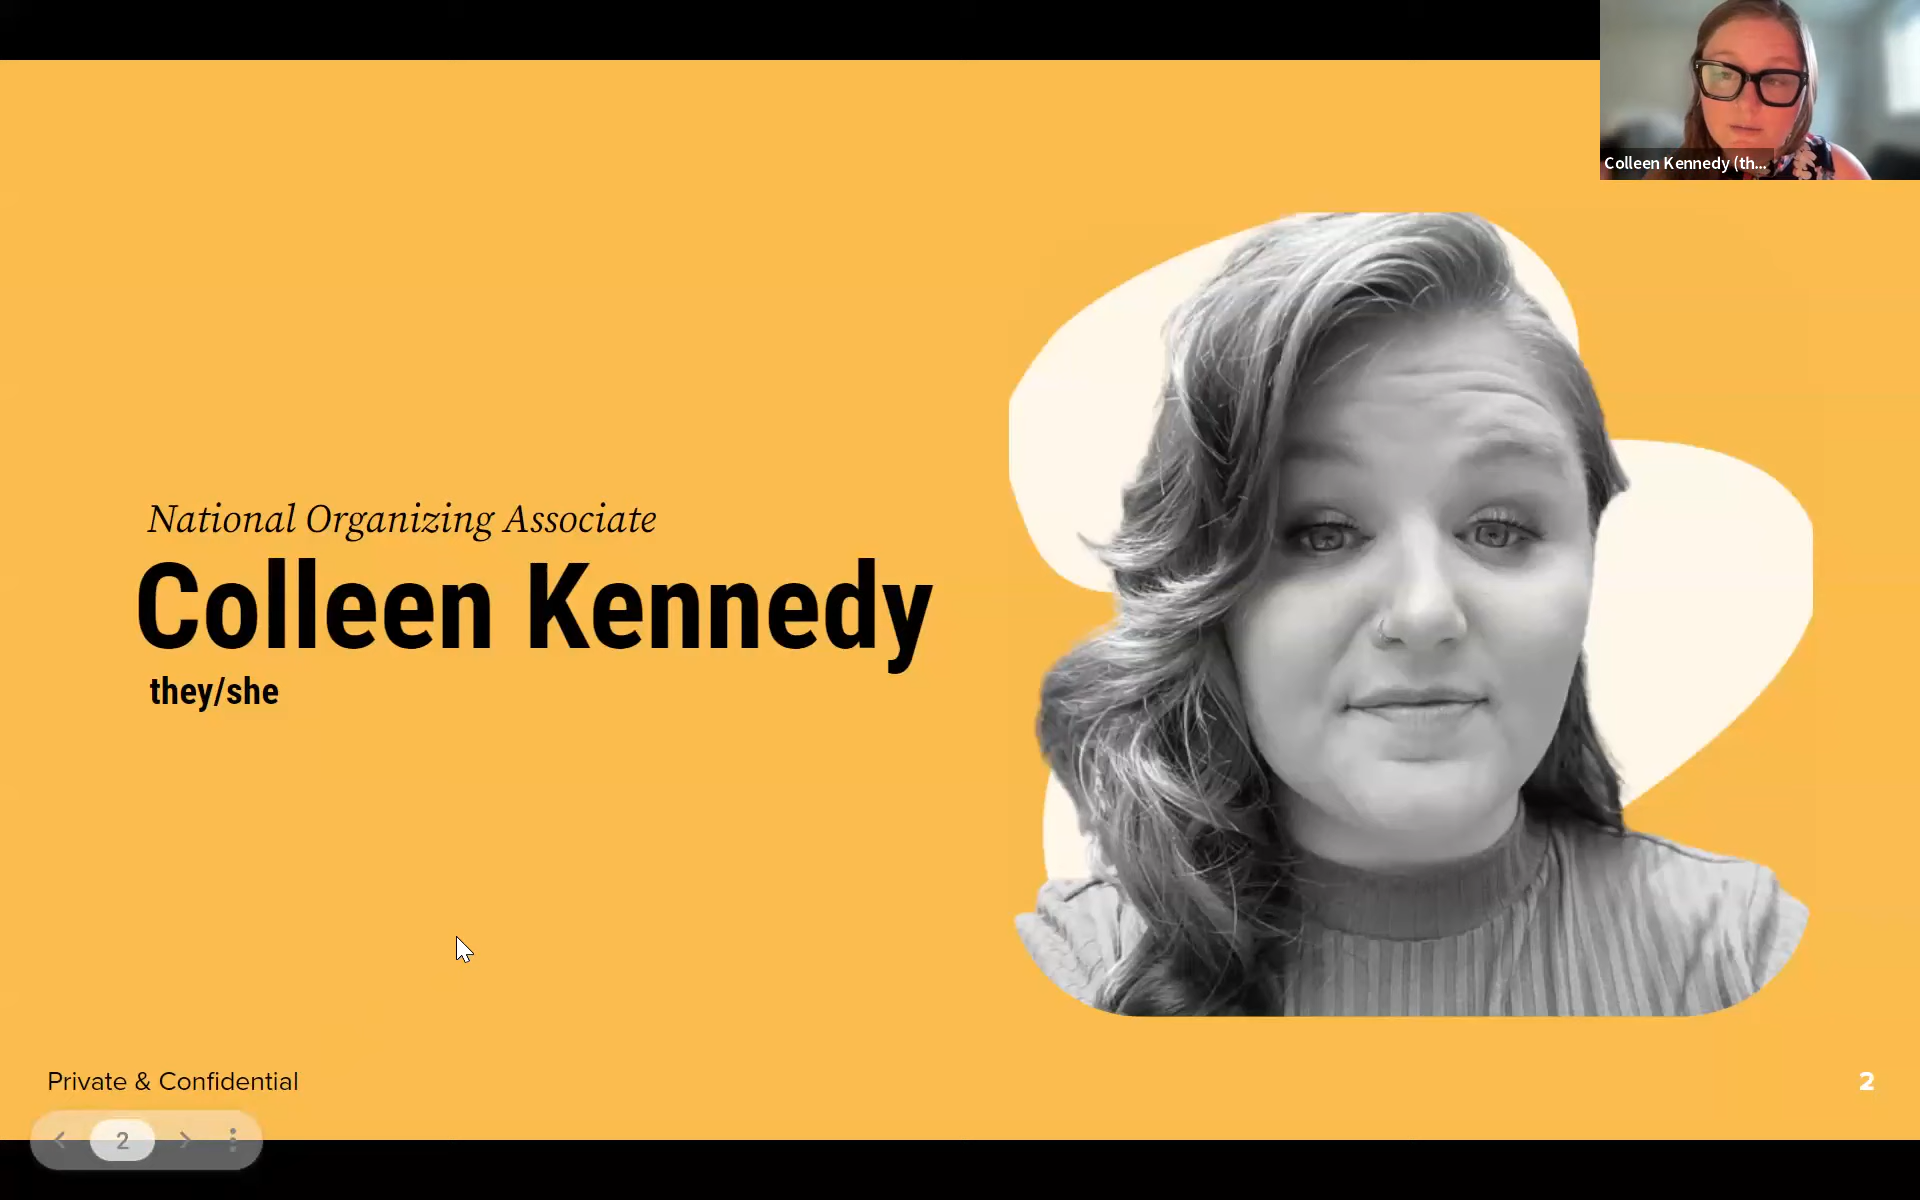 Colleen Kennedy (th...
National Organizing Associate
Colleen Kennedy
they/she
Private & Confidential
2
2